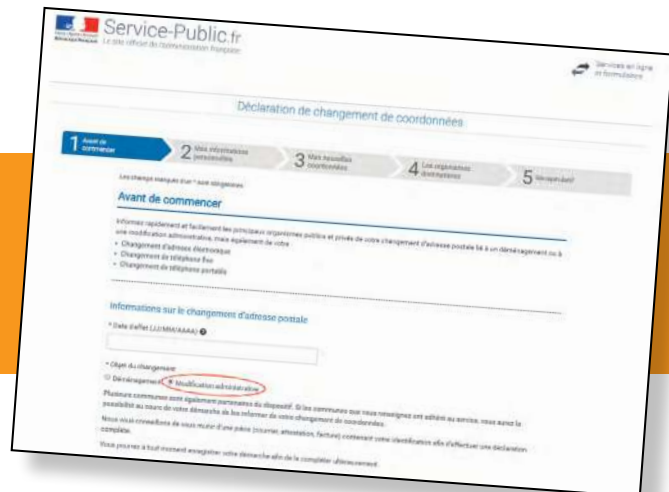 Service-Public.fr
Le site officiel de l'administration française
Services en ligne
et formulaires
Déclaration de changement de coordonnées
1 Avant de
commencer
2 Mes informations
personnelles
3 Mes nouvelles
coordonnées
4 Les organismes
destinataires
5 Récapitulatif
Les champs marqués d'un * sont obligatoires
Avant de commencer
Informez rapidement et facilement les principaux organismes publics et privés de votre changement d'adresse postale lié à un déménagement ou à
une modification administrative, mais également de votre :
• Changement d'adresse électronique
• Changement de téléphone fixe
• Changement de téléphone portable
Informations sur le changement d'adresse postale
* Date d'effet (JJ/MM/AAAA)
* Objet du changement
Déménagement Modification administrative
Plusieurs communes sont également partenaires du dispositif. Si les communes que vous renseignez ont adhéré au service, vous aurez la
possibilité au cours de votre démarche de les informer de votre changement de coordonnées.
Nous vous conseillons de vous munir d'une pièce (courrier, attestation, facture) contenant votre identification afin d'effectuer une déclaration
complète.
Vous pourrez à tout moment enregistrer votre démarche afin de la compléter ultérieurement.